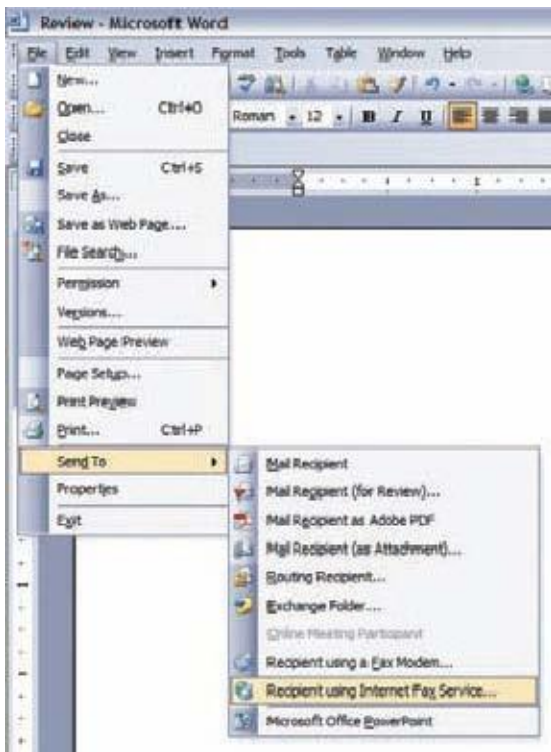 Review - Microsoft Word
File Edit View Insert Format Tools Table Window Help
New...
Open... Ctrl+O
Roman 12 B I U
Close
Save Ctrl+S
Save As...
Save as Web Page...
File Search...
Permission
Versions...
Web Page Preview
Page Setup...
Print Preview
Print... Ctrl+P
Send To
Properties
Exit
Mail Recipient
Mail Recipient (for Review)...
Mail Recipient as Adobe PDF
Mail Recipient (as Attachment)...
Routing Recipient...
Exchange Folder...
Online Meeting Participant
Recipient using a Fax Modem...
Recipient using Internet Fax Service...
Microsoft Office PowerPoint